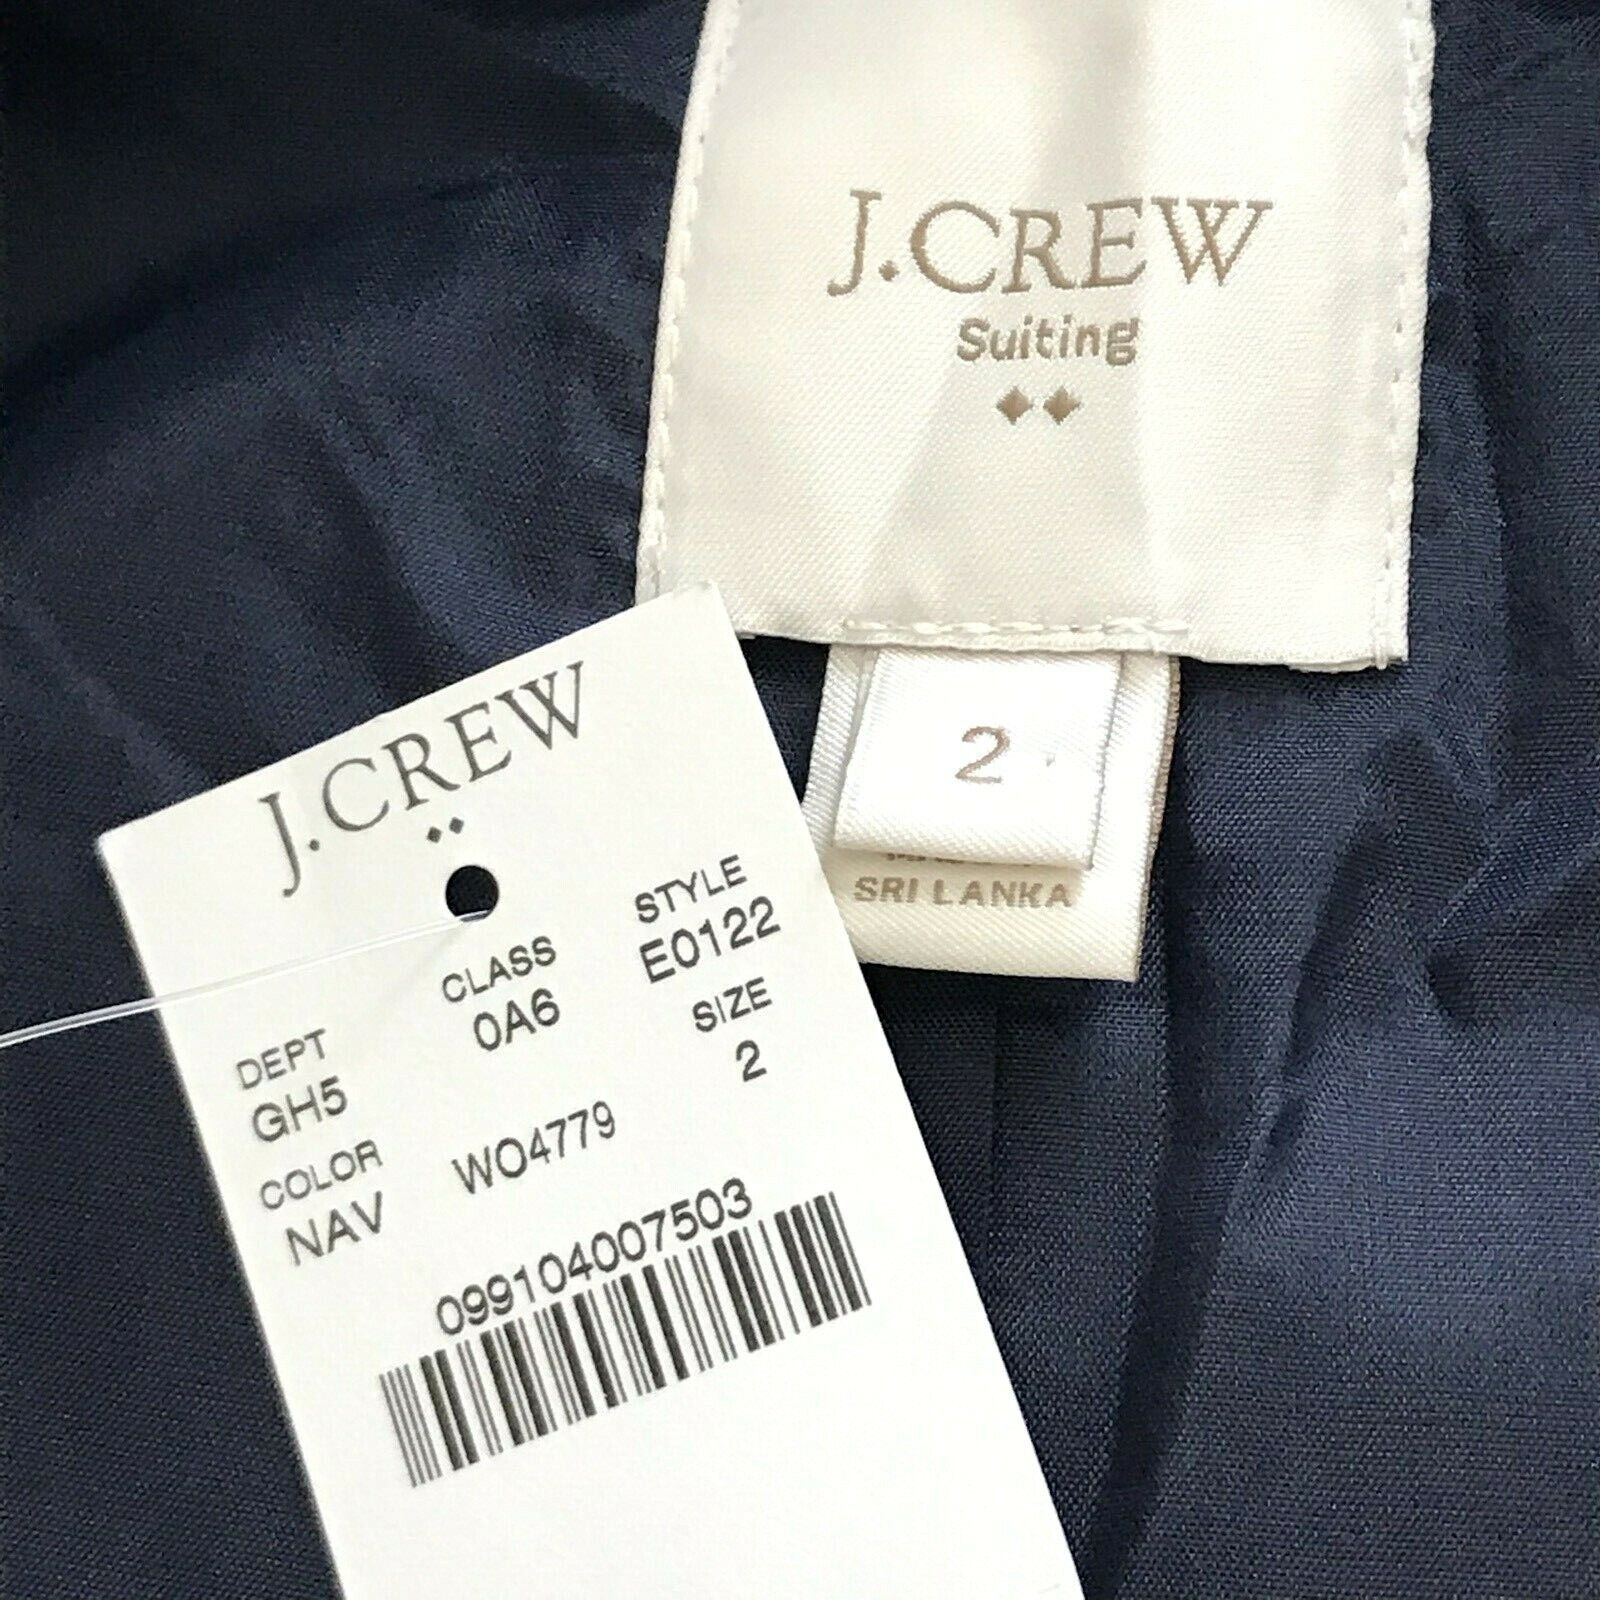 J.CREW
Suiting
2
SRI LANKA
J.CREW
DEPT CLASS STYLE
GH5 0A6 E0122
COLOR SIZE
NAV WO4779 2
099104007503